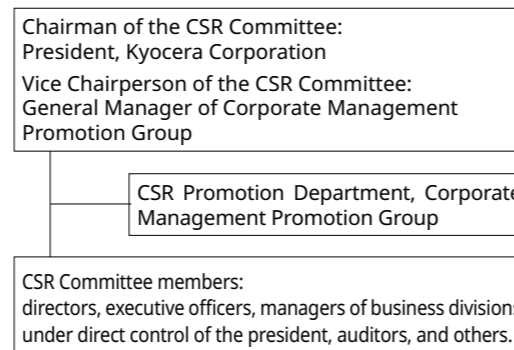 Chairman of the CSR Committee:
President, Kyocera Corporation
Vice Chairperson of the CSR Committee:
General Manager of Corporate Management
Promotion Group
CSR Promotion Department, Corporate
Management Promotion Group
CSR Committee members:
directors, executive officers, managers of business divisions
under direct control of the president, auditors, and others.